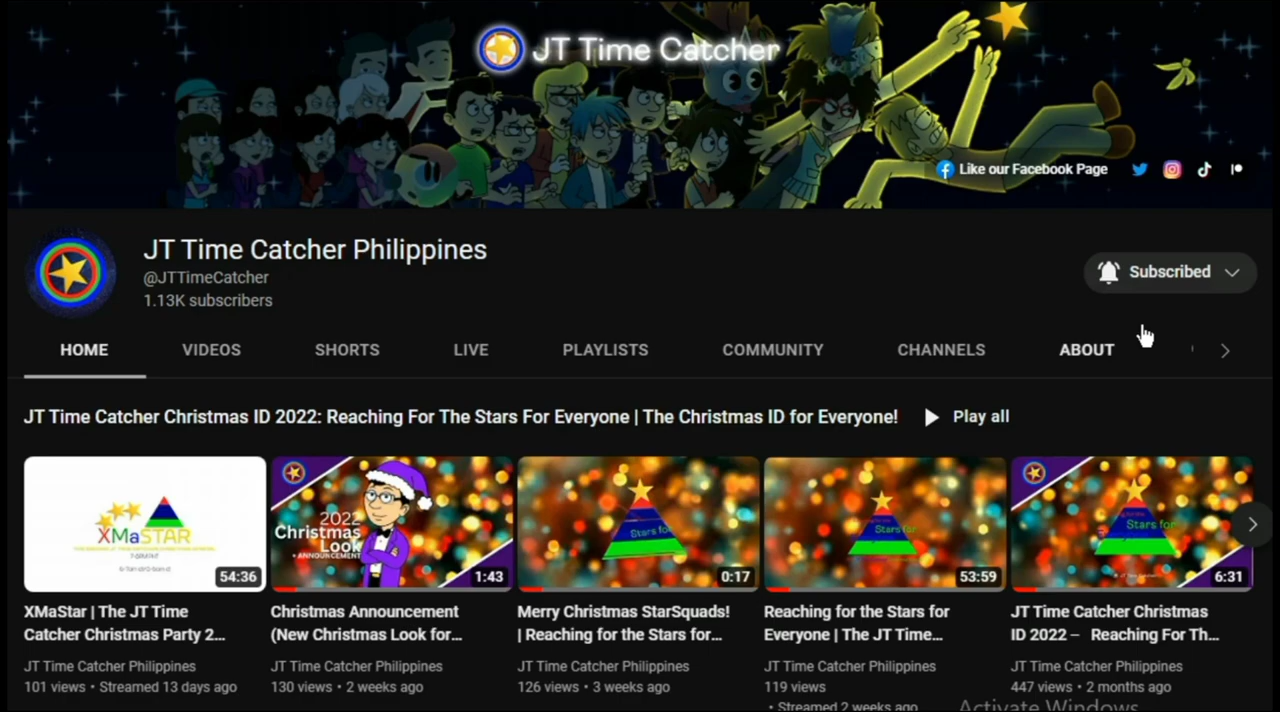 JT Time Catcher
Like our Facebook Page
JT Time Catcher Philippines
@JTTimeCatcher
1.13K subscribers
Subscribed
HOME VIDEOS SHORTS LIVE PLAYLISTS COMMUNITY CHANNELS ABOUT
JT Time Catcher Christmas ID 2022: Reaching For The Stars For Everyone | The Christmas ID for Everyone! Play all
XMaSTAR
54:36
2022
Christmas
Look
+ ANNOUNCEMENT
1:43
Stars for
0:17
Stars for
53:59
Stars for
6:31
XMaStar | The JT Time
Catcher Christmas Party 2...
JT Time Catcher Philippines
101 views • Streamed 13 days ago
Christmas Announcement
(New Christmas Look for...
JT Time Catcher Philippines
130 views • 2 weeks ago
Merry Christmas StarSquads!
| Reaching for the Stars for...
JT Time Catcher Philippines
126 views • 3 weeks ago
Reaching for the Stars for
Everyone | The JT Time...
JT Time Catcher Philippines
119 views
• Streamed 2 weeks ago
JT Time Catcher Christmas
ID 2022 – Reaching For Th...
JT Time Catcher Philippines
447 views • 2 months ago
Activate Windows